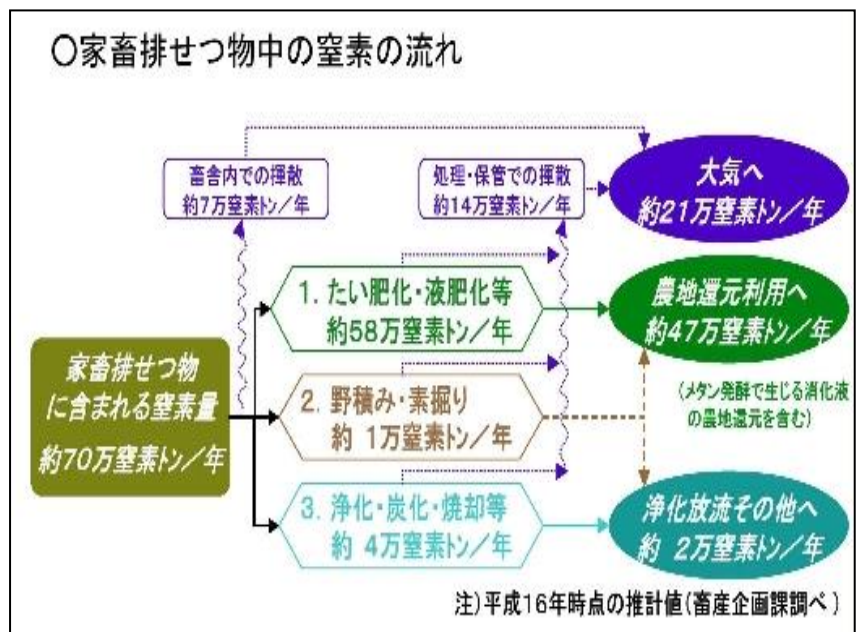 〇家畜排せつ物中の窒素の流れ
畜舎内での揮散
約7万窒素トン/年
処理・保管での揮散
約14万窒素トン/年
大気へ
約21万窒素トン/年
1. たい肥化・液肥化等
約58万窒素トン/年
農地還元利用へ
約47万窒素トン/年
(メタン発酵で生じる消化液
の農地還元を含む)
家畜排せつ物
に含まれる窒素量
約70万窒素トン/年
2. 野積み・素掘り
約 1万窒素トン/年
3. 浄化・炭化・焼却等
約 4万窒素トン/年
浄化放流その他へ
約 2万窒素トン/年
注)平成16年時点の推計値(畜産企画課調べ)